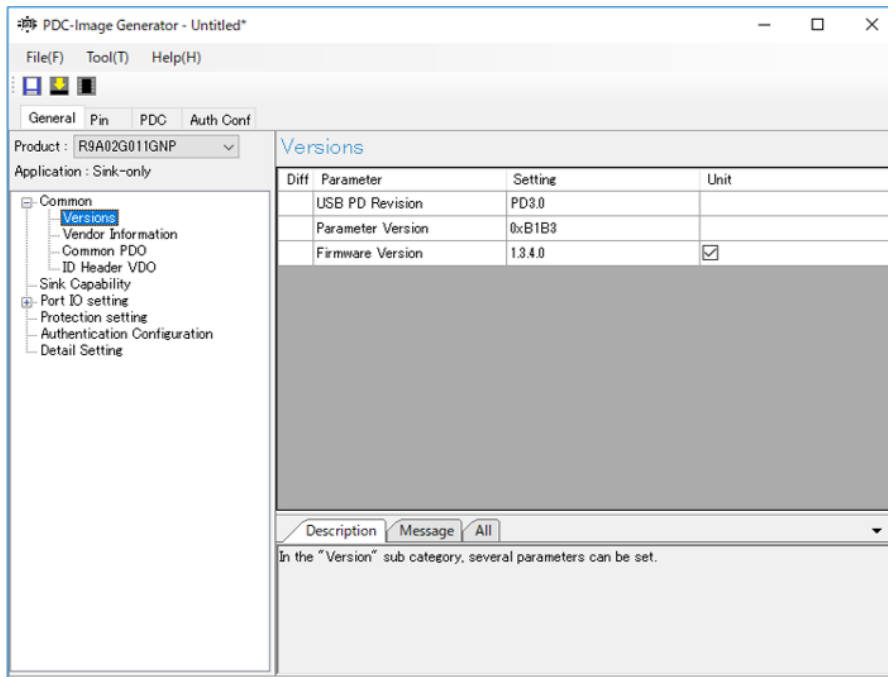 PDC-Image Generator - Untitled*
File(F) Tool(T) Help(H)
General Pin PDC Auth Conf
Product : R9A02G011GNP
Application : Sink-only
Common
Versions
Vendor Information
Common PDO
ID Header VDO
Sink Capability
Port IO setting
Protection setting
Authentication Configuration
Detail Setting
Versions
Diff Parameter Setting Unit
USB PD Revision PD3.0
Parameter Version 0xB1B3
Firmware Version 1.3.4.0
Description Message All
In the "Version" sub category, several parameters can be set.